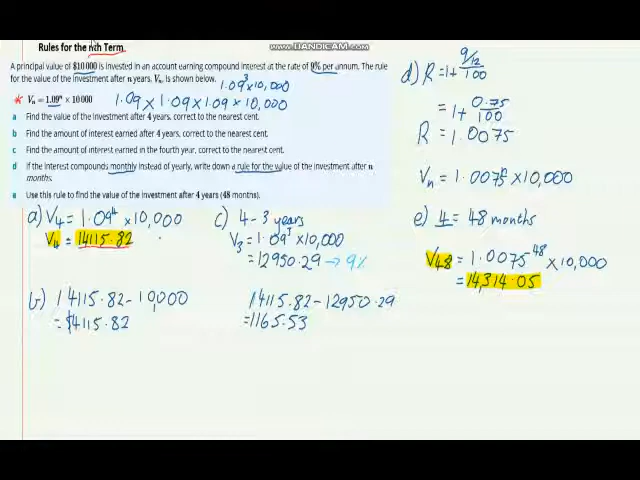 WWW.BANDICAM.COM
Rules for the nth Term
A principal value of $10 000 is invested in an account earning compound interest at the rate of 9% per annum. The rule
for the value of the investment after n years, Vn, is shown below.
1.09³ × 10,000
* Vn = 1.09ⁿ × 10 000
1.09 × 1.09 × 1.09 × 10,000
a Find the value of the investment after 4 years, correct to the nearest cent.
b Find the amount of interest earned after 4 years, correct to the nearest cent.
c Find the amount of interest earned in the fourth year, correct to the nearest cent.
d If the interest compounds monthly instead of yearly, write down a rule for the value of the investment after n
months.
e Use this rule to find the value of the investment after 4 years (48 months).
a) V4 = 1.09⁴ × 10,000
V4 = 14115.82
b) 14115.82 - 10,000
= $4115.82
c) 4 - 3 years
V3 = 1.09³ × 10,000
= 12950.29 → 9%
14115.82 - 12950.29
= 1165.53
d) R = 1 + 9/12
100
= 1 + 0.75
100
R = 1.0075
Vn = 1.0075ⁿ × 10,000
e) 4 = 48 months
V48 = 1.0075⁴⁸ × 10,000
= 14,314.05